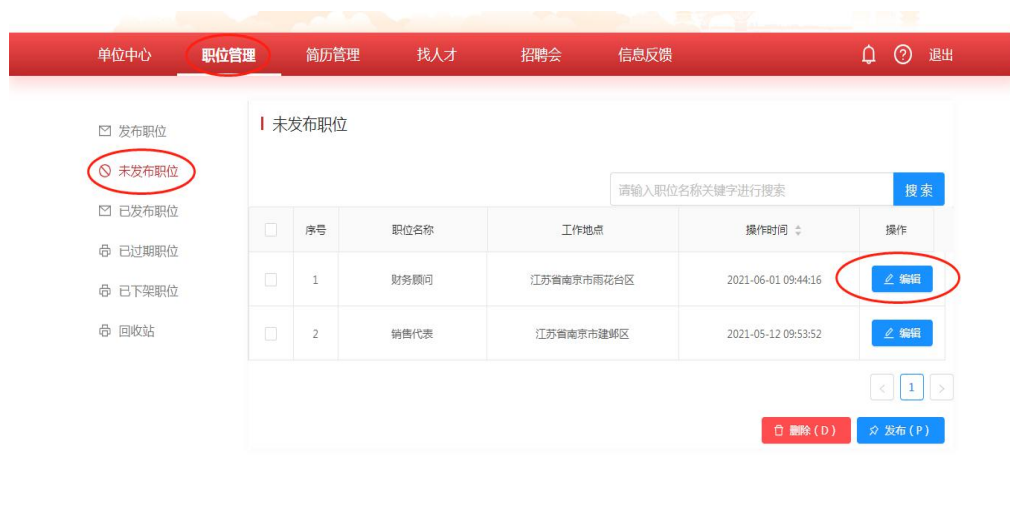 单位中心 职位管理 简历管理 找人才 招聘会 信息反馈 退出
发布职位
未发布职位
已发布职位
已过期职位
已下架职位
回收站
未发布职位
请输入职位名称关键字进行搜索 搜索
序号 职位名称 工作地点 操作时间 操作
1 财务顾问 江苏省南京市雨花台区 2021-06-01 09:44:16 编辑
2 销售代表 江苏省南京市建邺区 2021-05-12 09:53:52 编辑
< 1 >
删除(D) 发布(P)